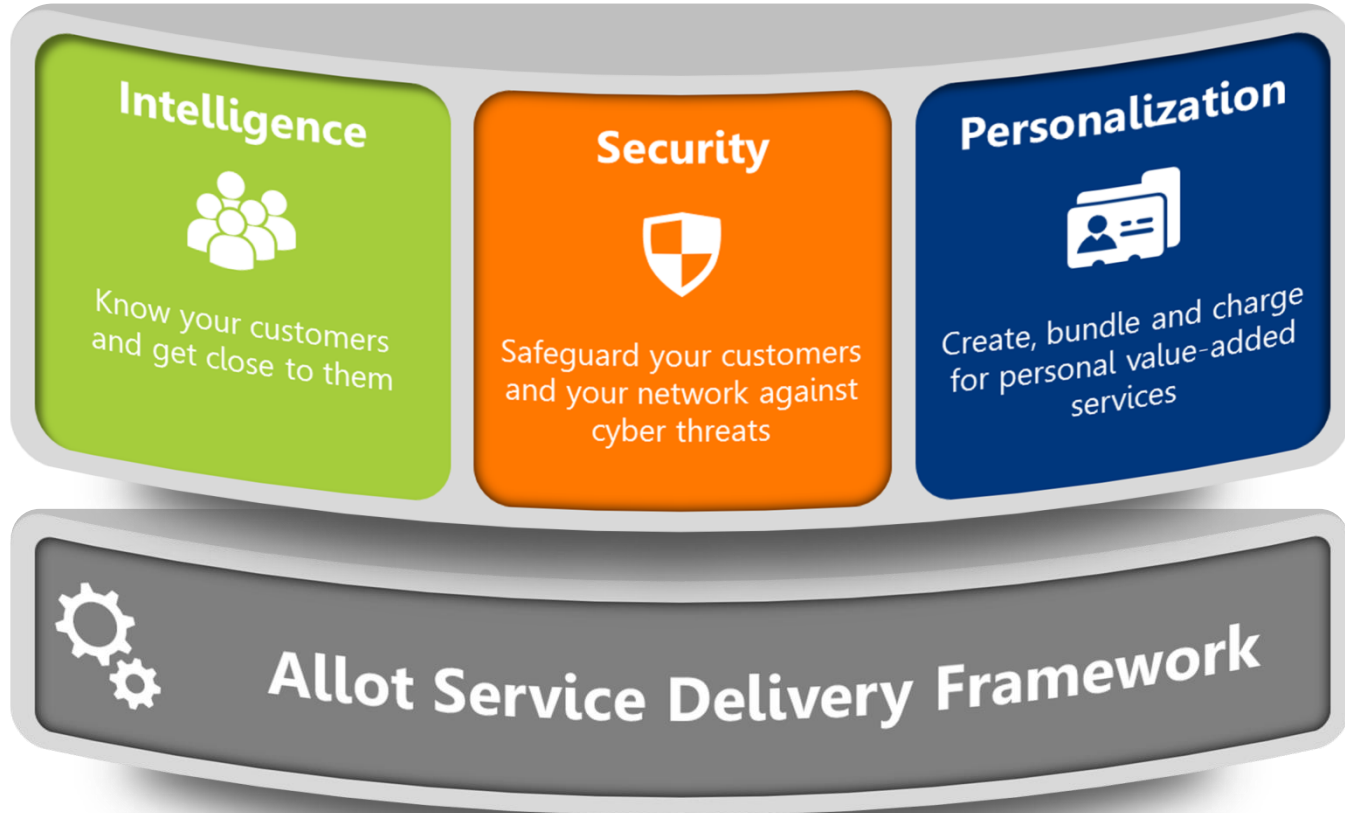 Intelligence
Know your customers
and get close to them
Security
Safeguard your customers
and your network against
cyber threats
Personalization
Create, bundle and charge
for personal value-added
services
Allot Service Delivery Framework